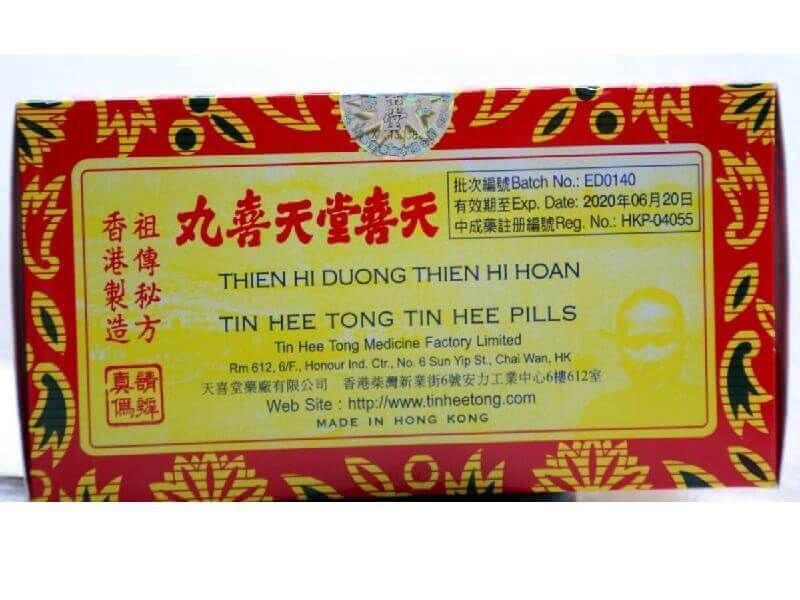 批次編號Batch No.: ED0140
有效期至Exp. Date: 2020年06月20日
中成藥註册編號Reg. No.: HKP-04055
天喜堂天喜丸
祖傳秘方
香港製造
請辨
真僞
THIEN HI DUONG THIEN HI HOAN
TIN HEE TONG TIN HEE PILLS
Tin Hee Tong Medicine Factory Limited
Rm 612, 6/F., Honour Ind. Ctr., No. 6 Sun Yip St., Chai Wan, HK
天喜堂藥廠有限公司 香港柴灣新業街6號安力工業中心6樓612室
Web Site : http://www.tinheetong.com
MADE IN HONG KONG